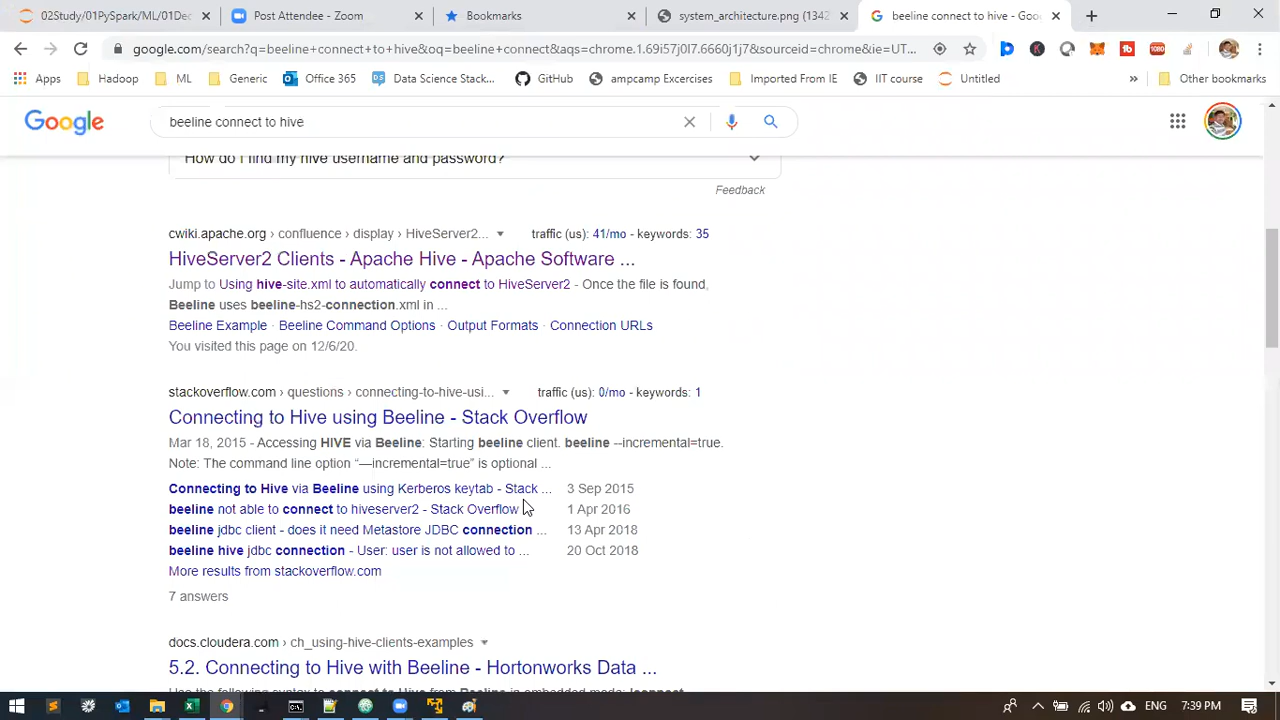 02Study/01PySpark/ML/01Dec
Post Attendee - Zoom
Bookmarks
system_architecture.png (1342
beeline connect to hive - Goo
google.com/search?q=beeline+connect+to+hive&oq=beeline+connect&aqs=chrome.1.69i57j0l7.6669j1j7&sourceid=chrome&ie=UT...
Apps
Hadoop
ML
Generic
Office 365
Data Science Stack...
GitHub
ampcamp Excercises
Imported From IE
IIT course
Untitled
»
Other bookmarks
Google
beeline connect to hive
How do I find my hive username and password?
Feedback
cwiki.apache.org › confluence › display › HiveServer2... traffic (us): 41/mo - keywords: 35
HiveServer2 Clients - Apache Hive - Apache Software ...
Jump to Using hive-site.xml to automatically connect to HiveServer2 - Once the file is found,
Beeline uses beeline-hs2-connection.xml in ...
Beeline Example · Beeline Command Options · Output Formats · Connection URLs
You visited this page on 12/6/20.
stackoverflow.com › questions › connecting-to-hive-usi... traffic (us): 0/mo - keywords: 1
Connecting to Hive using Beeline - Stack Overflow
Mar 18, 2015 - Accessing HIVE via Beeline: Starting beeline client. beeline --incremental=true.
Note: The command line option “—incremental=true” is optional ...
Connecting to Hive via Beeline using Kerberos keytab - Stack ... 3 Sep 2015
beeline not able to connect to hiveserver2 - Stack Overflow 1 Apr 2016
beeline jdbc client - does it need Metastore JDBC connection ... 13 Apr 2018
beeline hive jdbc connection - User: user is not allowed to ... 20 Oct 2018
More results from stackoverflow.com
7 answers
docs.cloudera.com › ch_using-hive-clients-examples
5.2. Connecting to Hive with Beeline - Hortonworks Data ...
ENG
7:39 PM